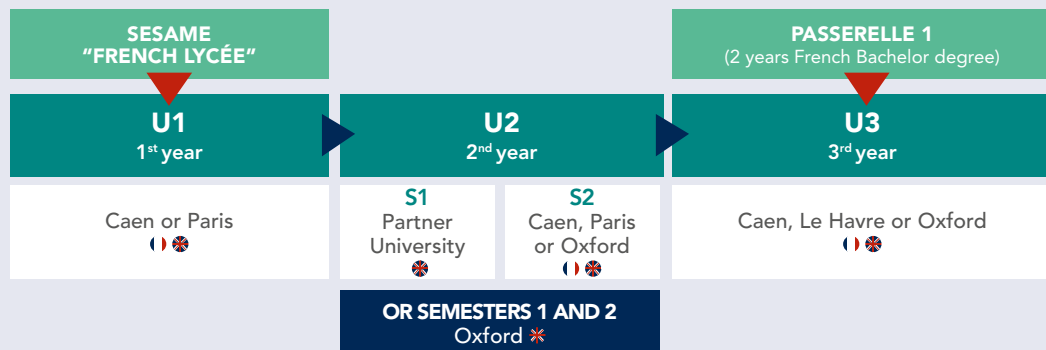 SESAME
"FRENCH LYCÉE"
PASSERELLE 1
(2 years French Bachelor degree)
U1
1st year
U2
2nd year
U3
3rd year
Caen or Paris
S1
Partner
University
S2
Caen, Paris
or Oxford
Caen, Le Havre or Oxford
OR SEMESTERS 1 AND 2
Oxford